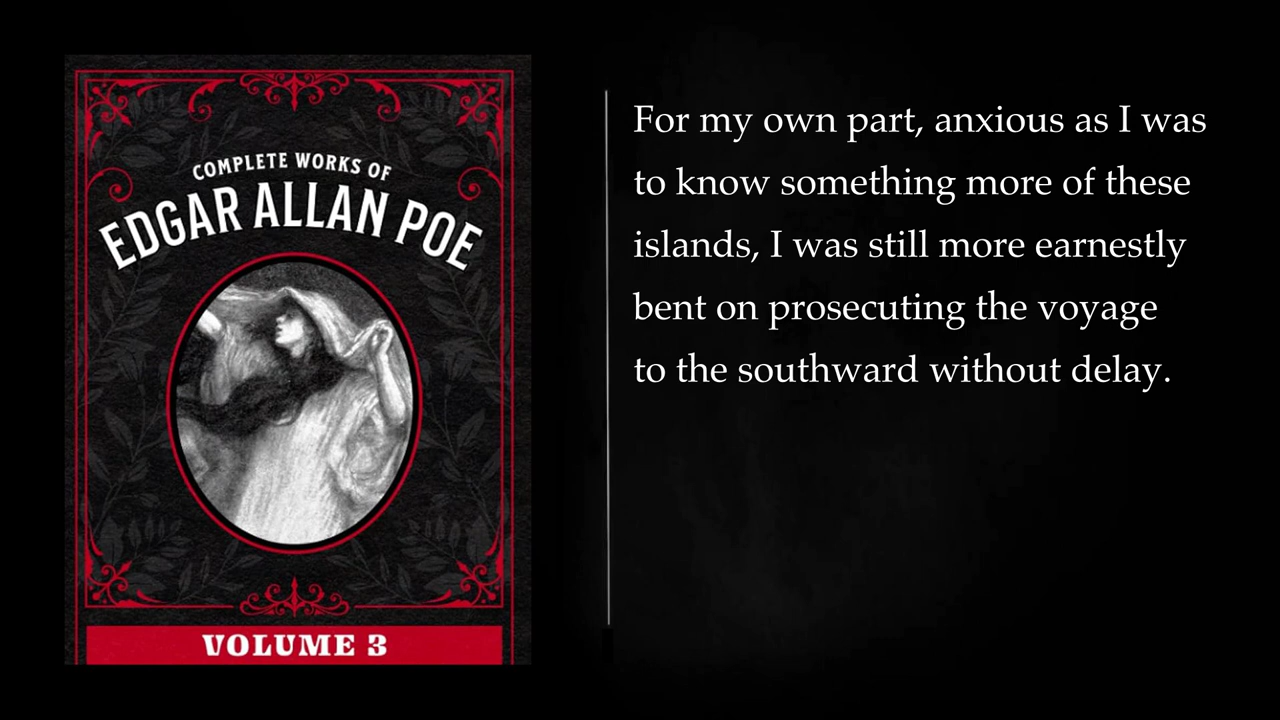 COMPLETE WORKS OF
EDGAR ALLAN POE
VOLUME 3
For my own part, anxious as I was
to know something more of these
islands, I was still more earnestly
bent on prosecuting the voyage
to the southward without delay.